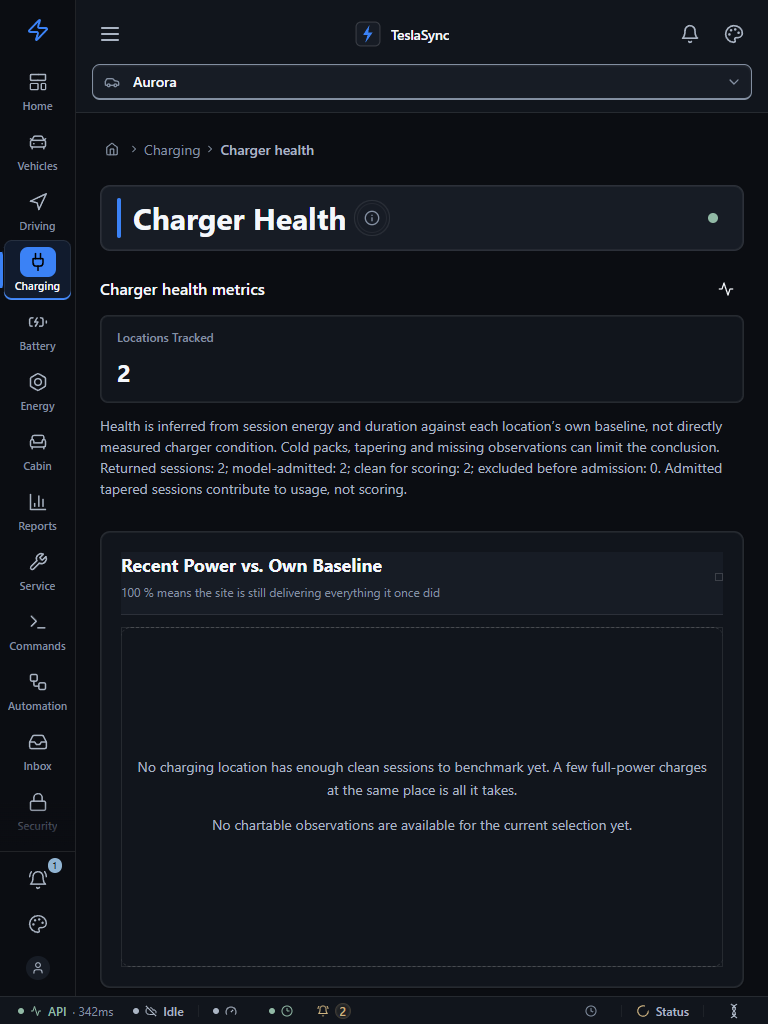 TeslaSync
Aurora
Home
Vehicles
Driving
Charging
Battery
Energy
Cabin
Reports
Service
Commands
Automation
Inbox
Security
1
Charging
Charger health
Charger Health
Charger health metrics
Locations Tracked
2
Health is inferred from session energy and duration against each location's own baseline, not directly
measured charger condition. Cold packs, tapering and missing observations can limit the conclusion.
Returned sessions: 2; model-admitted: 2; clean for scoring: 2; excluded before admission: 0. Admitted
tapered sessions contribute to usage, not scoring.
Recent Power vs. Own Baseline
100 % means the site is still delivering everything it once did
No charging location has enough clean sessions to benchmark yet. A few full-power charges
at the same place is all it takes.
No chartable observations are available for the current selection yet.
API · 342ms
Idle
2
Status